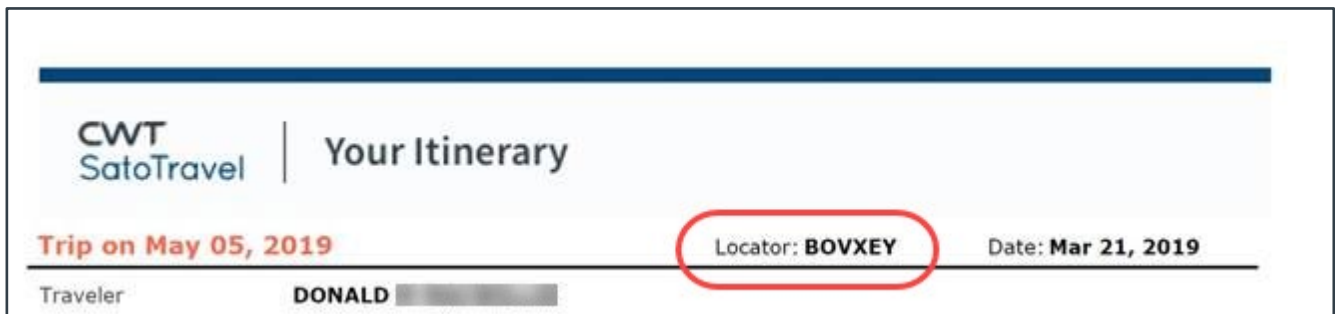 CWT
SatoTravel
Your Itinerary
Trip on May 05, 2019 Locator: BOVXEY Date: Mar 21, 2019
Traveler DONALD